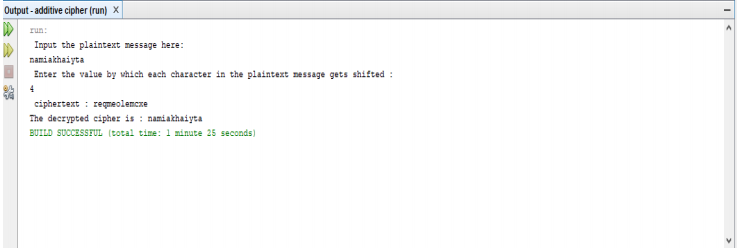 Output - additive cipher (run) X
run:
Input the plaintext message here:
namiakhaiyta
Enter the value by which each character in the plaintext message gets shifted :
4
ciphertext : reqmeolemcxe
The decrypted cipher is : namiakhaiyta
BUILD SUCCESSFUL (total time: 1 minute 25 seconds)